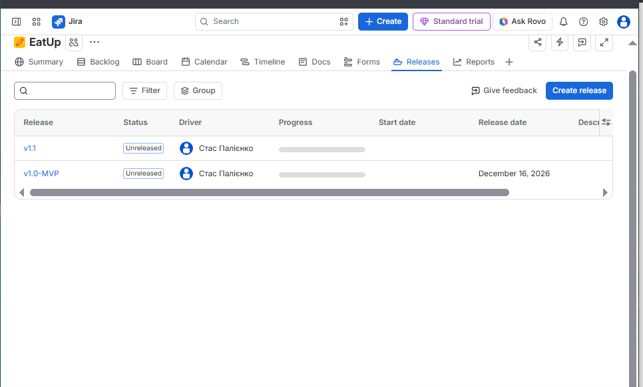 Jira
Search
Create
Standard trial
Ask Rovo
EatUp
Summary Backlog Board Calendar Timeline Docs Forms Releases Reports
Filter
Group
Give feedback
Create release
Release Status Driver Progress Start date Release date Descr
v1.1 Unreleased Стас Палієнко
v1.0-MVP Unreleased Стас Палієнко December 16, 2026